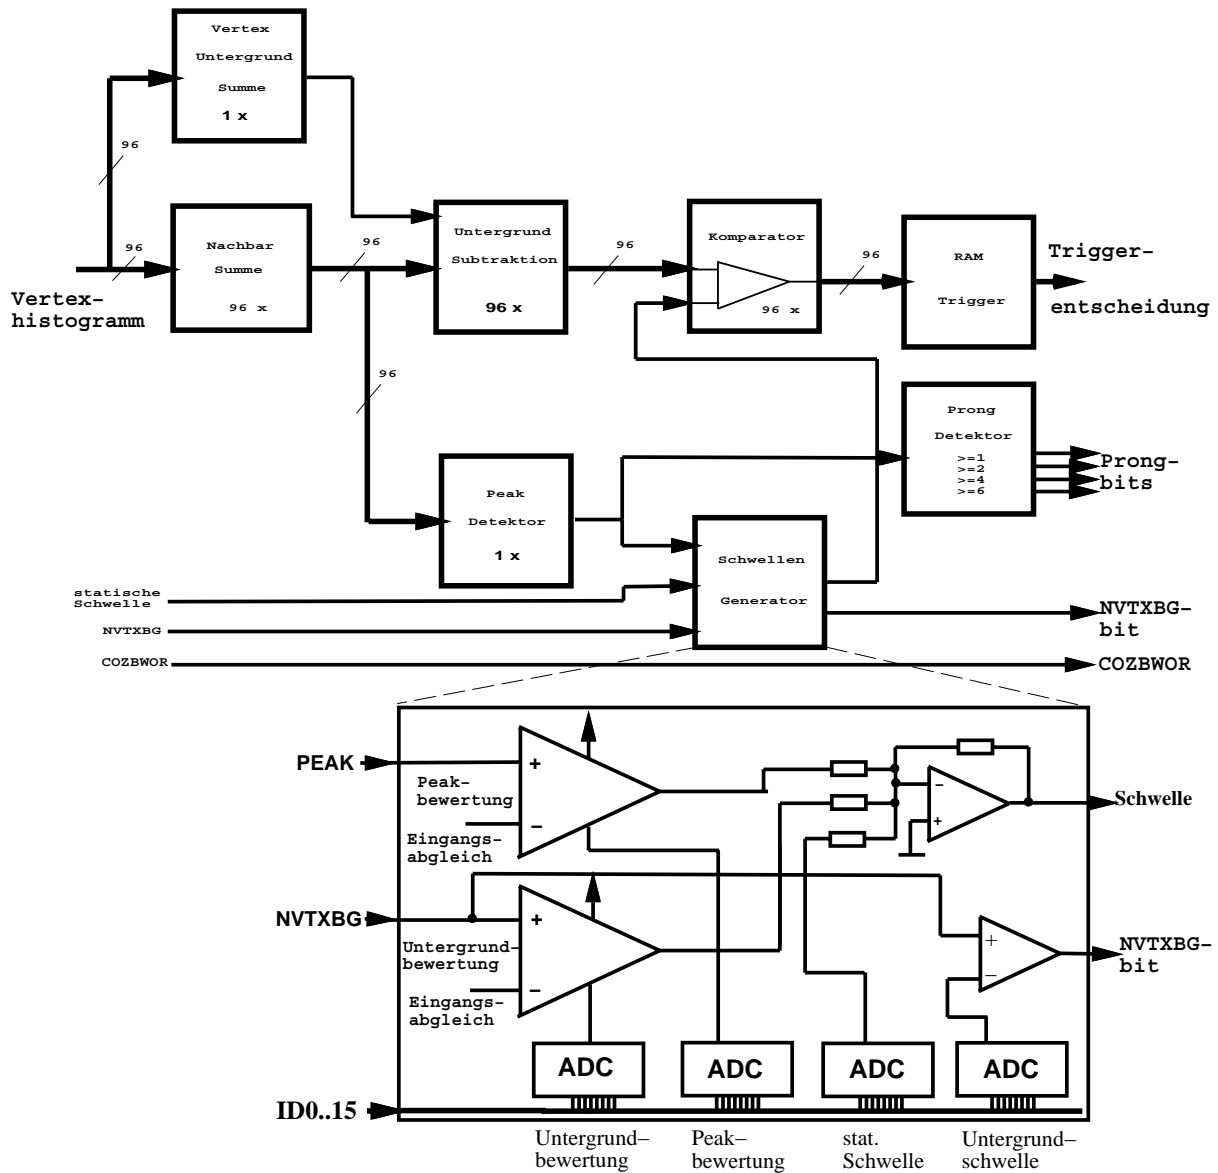 Vertex
Untergrund
Summe
1 x
96
96
Vertex-
histogramm
Nachbar
Summe
96 x
96
96
Untergrund
Subtraktion
96 x
96
Komparator
96 x
96
RAM
Trigger
Trigger-
entscheidung
Peak
Detektor
1 x
Prong
Detektor
>=1
>=2
>=4
>=6
Prong-
bits
statische
Schwelle
NVTXBG
COZBWOR
Schwellen
Generator
NVTXBG-
bit
COZBWOR
PEAK
+
Peak-
bewertung
−
Eingangs-
abgleich
NVTXBG
+
Untergrund-
bewertung
−
Eingangs-
abgleich
−
+
Schwelle
+
−
NVTXBG-
bit
ADC
ADC
ADC
ADC
ID0..15
Untergrund–
bewertung
Peak–
bewertung
stat.
Schwelle
Untergrund–
schwelle